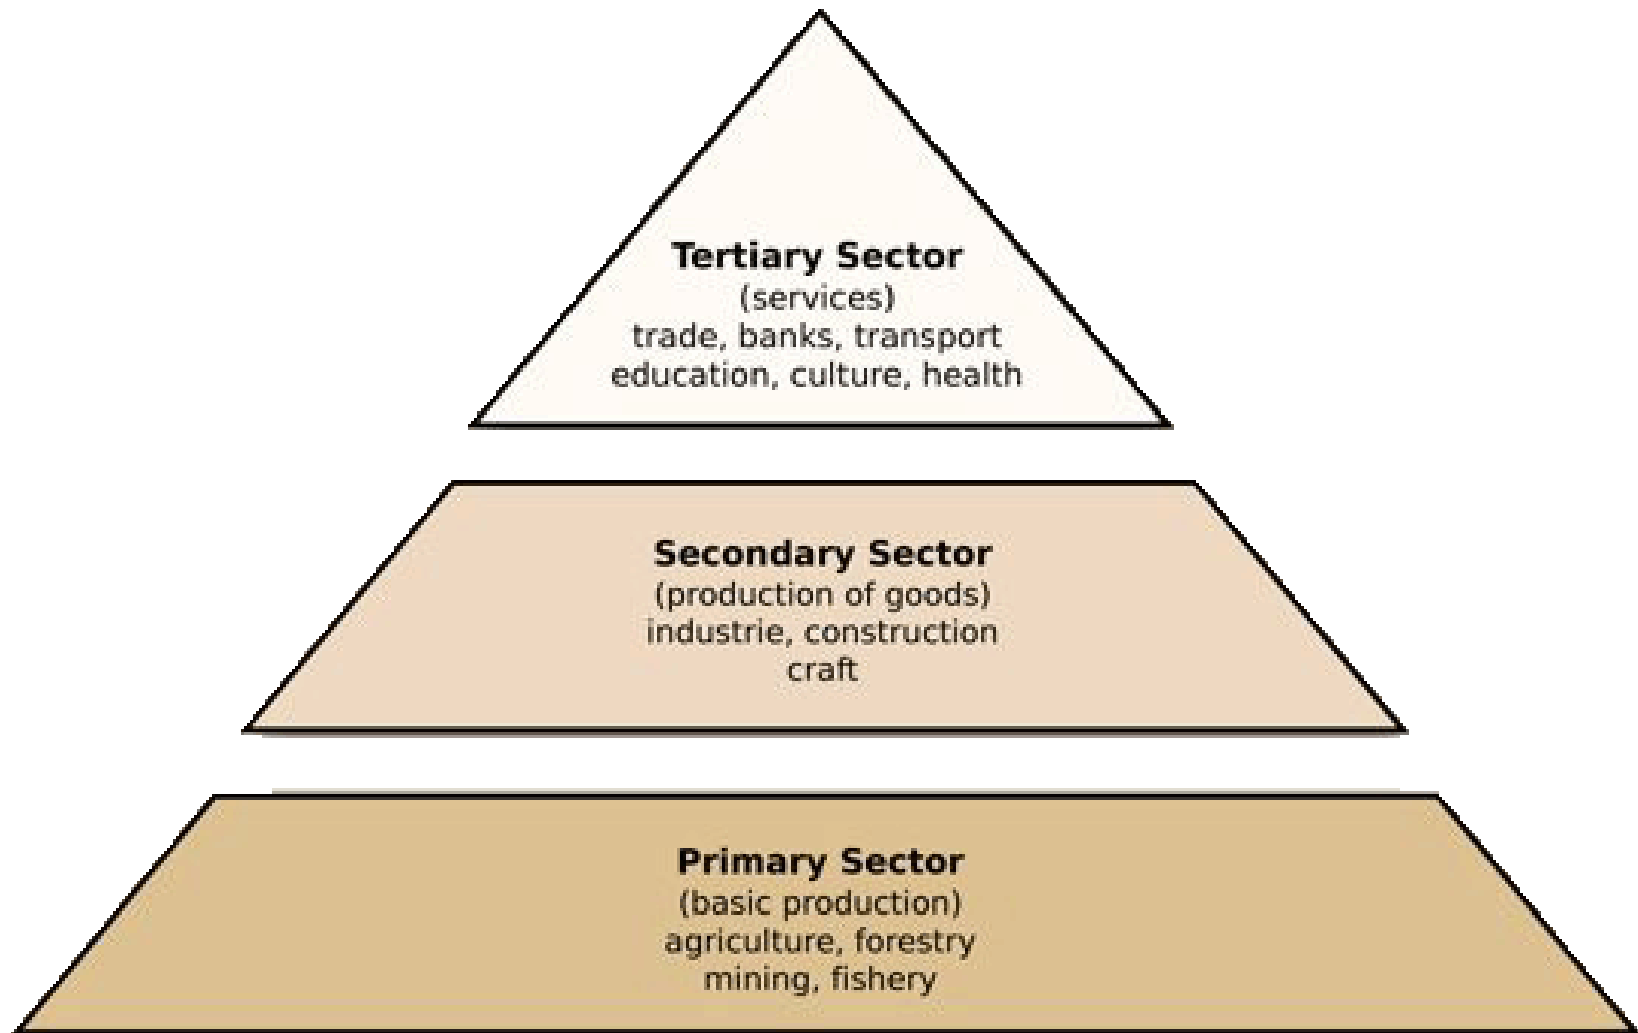 Tertiary Sector
(services)
trade, banks, transport
education, culture, health
Secondary Sector
(production of goods)
industrie, construction
craft
Primary Sector
(basic production)
agriculture, forestry
mining, fishery